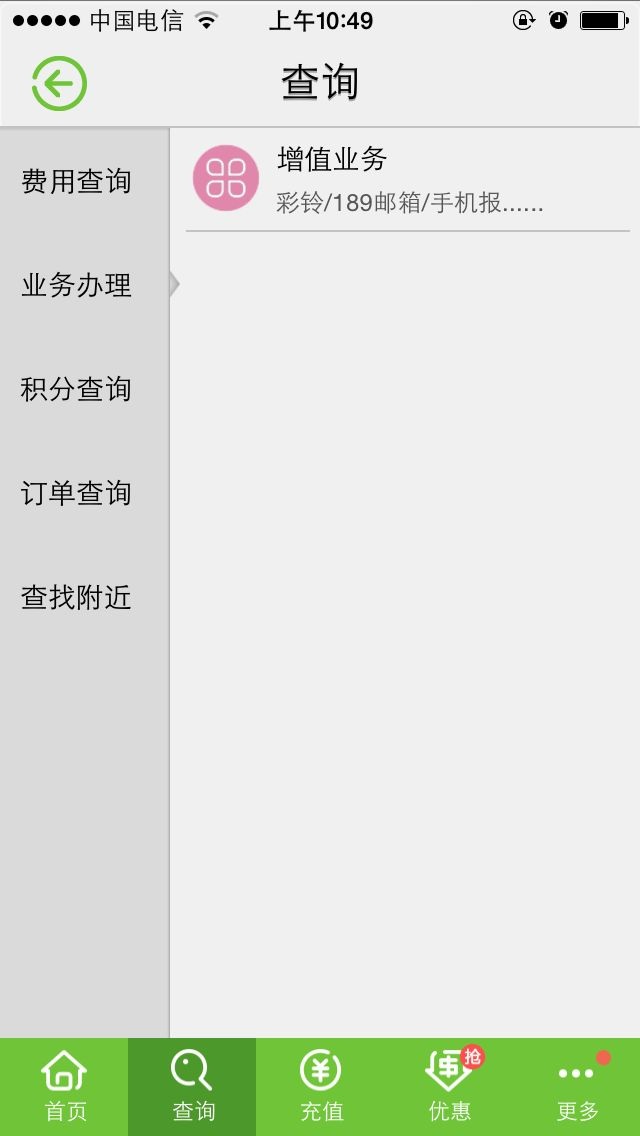 中国电信
上午10:49
查询
费用查询
业务办理
积分查询
订单查询
查找附近
增值业务
彩铃/189邮箱/手机报......
首页
查询
充值
抢
优惠
更多